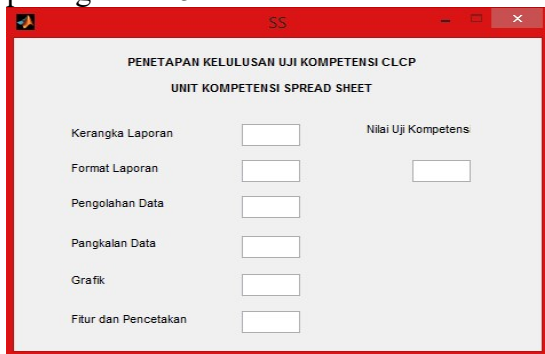 SS
PENETAPAN KELULUSAN UJI KOMPETENSI CLCP
UNIT KOMPETENSI SPREAD SHEET
Kerangka Laporan
Nilai Uji Kompetens
Format Laporan
Pengolahan Data
Pangkalan Data
Grafik
Fitur dan Pencetakan